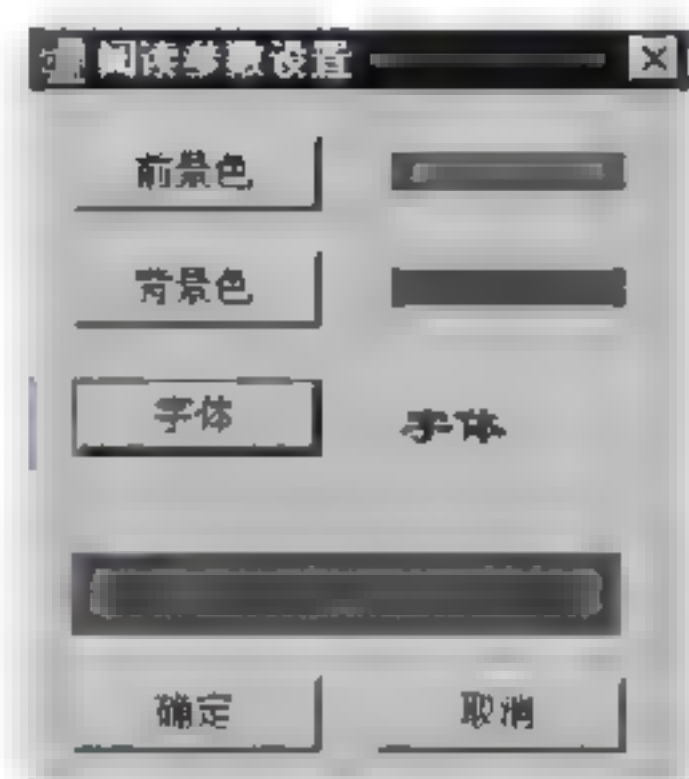 阅读参数设置
前景色
背景色
字体 字体
确定 取消